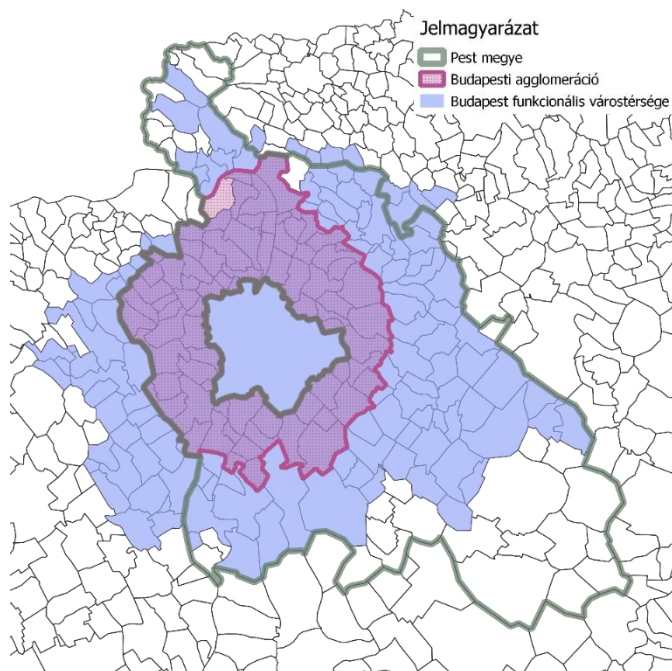 Jelmagyarázat
Pest megye
Budapesti agglomeráció
Budapest funkcionális várostérsége